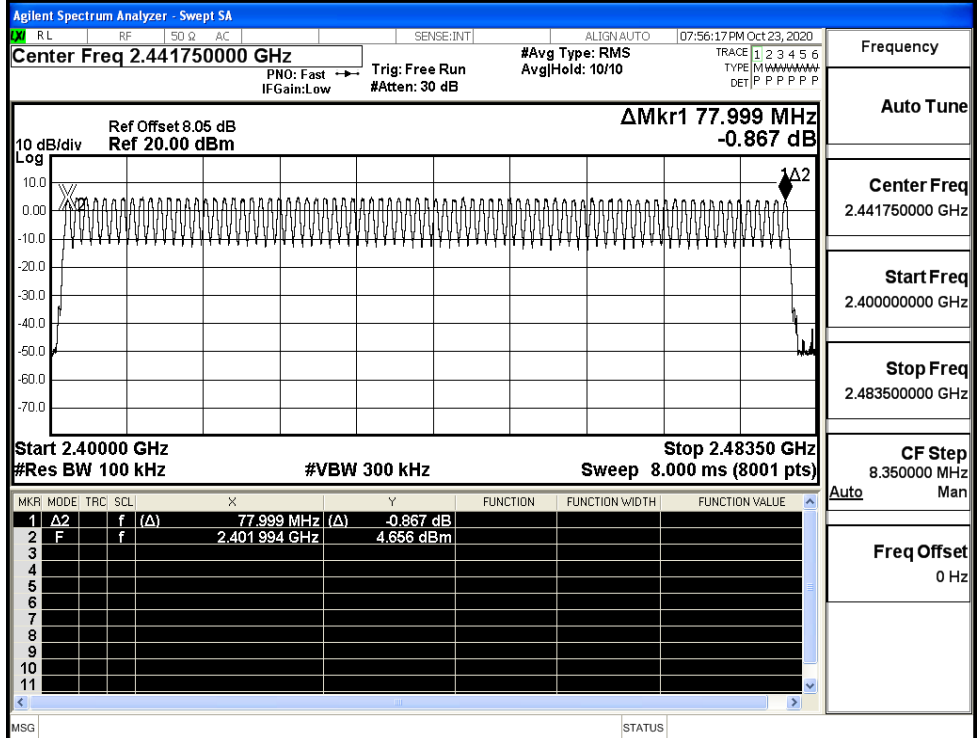 Agilent Spectrum Analyzer - Swept SA
LXI RL RF 50 Ω AC SENSE:INT ALIGN AUTO 07:56:17 PM Oct 23, 2020
Center Freq 2.441750000 GHz
PNO: Fast
IFGain:Low
Trig: Free Run
#Atten: 30 dB
#Avg Type: RMS
Avg|Hold: 10/10
TRACE 1 2 3 4 5 6
TYPE M WWWWW
DET P P P P P P
Frequency
Auto Tune
Center Freq
2.441750000 GHz
Start Freq
2.400000000 GHz
Stop Freq
2.483500000 GHz
CF Step
8.350000 MHz
Auto Man
Freq Offset
0 Hz
ΔMkr1 77.999 MHz
-0.867 dB
Ref Offset 8.05 dB
10 dB/div Ref 20.00 dBm
Log
10.0
0.00
-10.0
-20.0
-30.0
-40.0
-50.0
-60.0
-70.0
X2
1Δ2
Start 2.40000 GHz Stop 2.48350 GHz
#Res BW 100 kHz #VBW 300 kHz Sweep 8.000 ms (8001 pts)
MKR MODE TRC SCL X Y FUNCTION FUNCTION WIDTH FUNCTION VALUE
1 Δ2 f (Δ) 77.999 MHz (Δ) -0.867 dB
2 F f 2.401 994 GHz 4.656 dBm
3
4
5
6
7
8
9
10
11
MSG STATUS